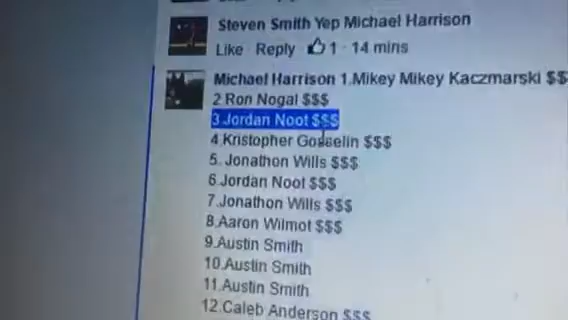 Steven Smith Yep Michael Harrison
Like Reply 1 · 14 mins
Michael Harrison 1.Mikey Mikey Kaczmarski $$
2.Ron Nogal $$$
3.Jordan Noot $$$
4.Kristopher Gosselin $$$
5. Jonathon Wills $$$
6.Jordan Noot $$$
7.Jonathon Wills $$$
8.Aaron Wilmot $$$
9.Austin Smith
10.Austin Smith
11.Austin Smith
12.Caleb Anderson $$$